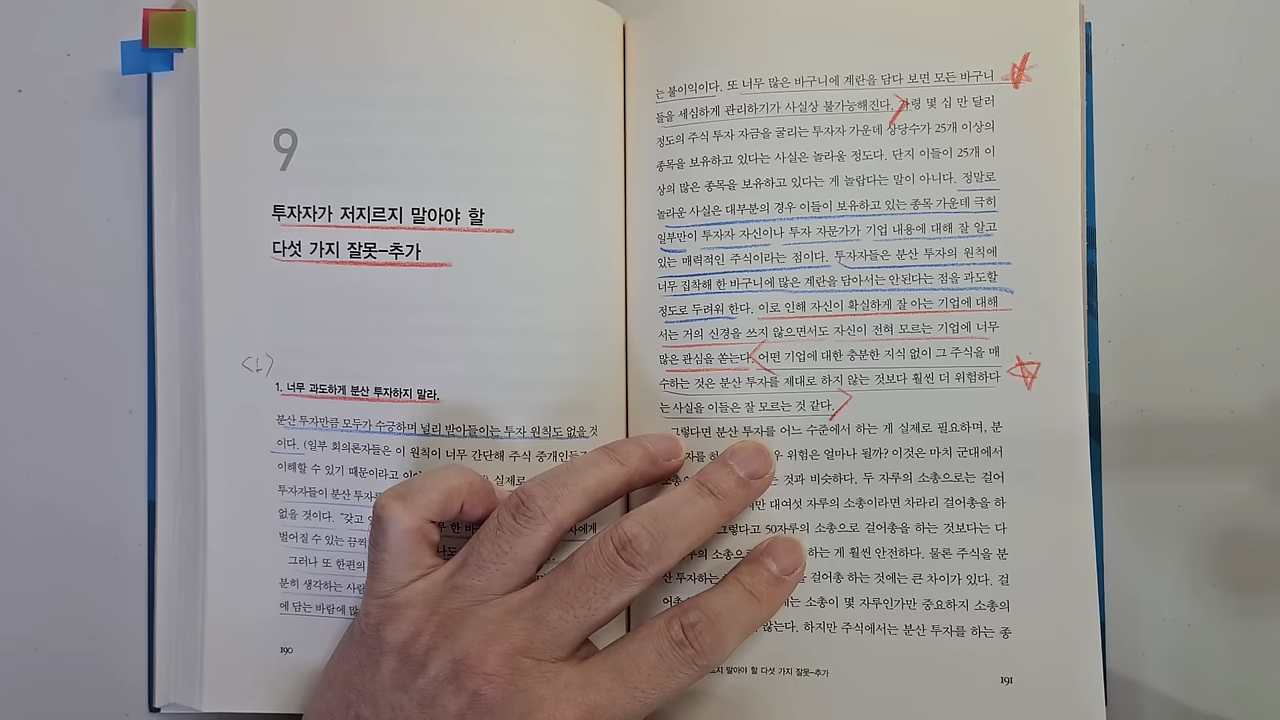 9
투자자가 저지르지 말아야 할
다섯 가지 잘못–추가
<1>
1. 너무 과도하게 분산 투자하지 말라.
분산 투자만큼 모두가 수긍하며 널리 받아들이는 투자 원칙도 없을 것
이다. (일부 회의론자들은 이 원칙이 너무 간단해 주식 중개인들
이해할 수 있기 때문이라고 실제로
투자자들이 분산 투자를
없을 것이다. "갖고
벌어질 수 있는
그러나 또 한편의
분히 생각하는
에 담는 바람에
190
는 불이익이다. 또 너무 많은 바구니에 계란을 담다 보면 모든 바구니
들을 세심하게 관리하기가 사실상 불가능해진다. 가령 몇 십 만 달러
정도의 주식 투자 자금을 굴리는 투자자 가운데 상당수가 25개 이상의
종목을 보유하고 있다는 사실은 놀라울 정도다. 단지 이들이 25개 이
상의 많은 종목을 보유하고 있다는 게 놀랍다는 말이 아니다. 정말로
놀라운 사실은 대부분의 경우 이들이 보유하고 있는 종목 가운데 극히
일부만이 투자자 자신이나 투자 자문가가 기업 내용에 대해 잘 알고
있는 매력적인 주식이라는 점이다. 투자자들은 분산 투자의 원칙에
너무 집착해 한 바구니에 많은 계란을 담아서는 안된다는 점을 과도할
정도로 두려워 한다. 이로 인해 자신이 확실하게 잘 아는 기업에 대해
서는 거의 신경을 쓰지 않으면서도 자신이 전혀 모르는 기업에 너무
많은 관심을 쏟는다. 어떤 기업에 대한 충분한 지식 없이 그 주식을 매
수하는 것은 분산 투자를 제대로 하지 않는 것보다 훨씬 더 위험하다
는 사실을 이들은 잘 모르는 것 같다.
그렇다면 분산 투자를 어느 수준에서 하는 게 실제로 필요하며, 분
위험은 얼마나 될까? 이것은 마치 군대에서
것과 비슷하다. 두 자루의 소총으로는 걸어
대여섯 자루의 소총이라면 차라리 걸어총을 하
그렇다고 50자루의 소총으로 걸어총을 하는 것보다는 다
하는 게 훨씬 안전하다. 물론 주식을 분
산 투자하는 걸어총 하는 것에는 큰 차이가 있다. 걸
소총이 몇 자루인가만 중요하지 소총의
않는다. 하지만 주식에서는 분산 투자를 하는 종
말아야 할 다섯 가지 잘못–추가
191